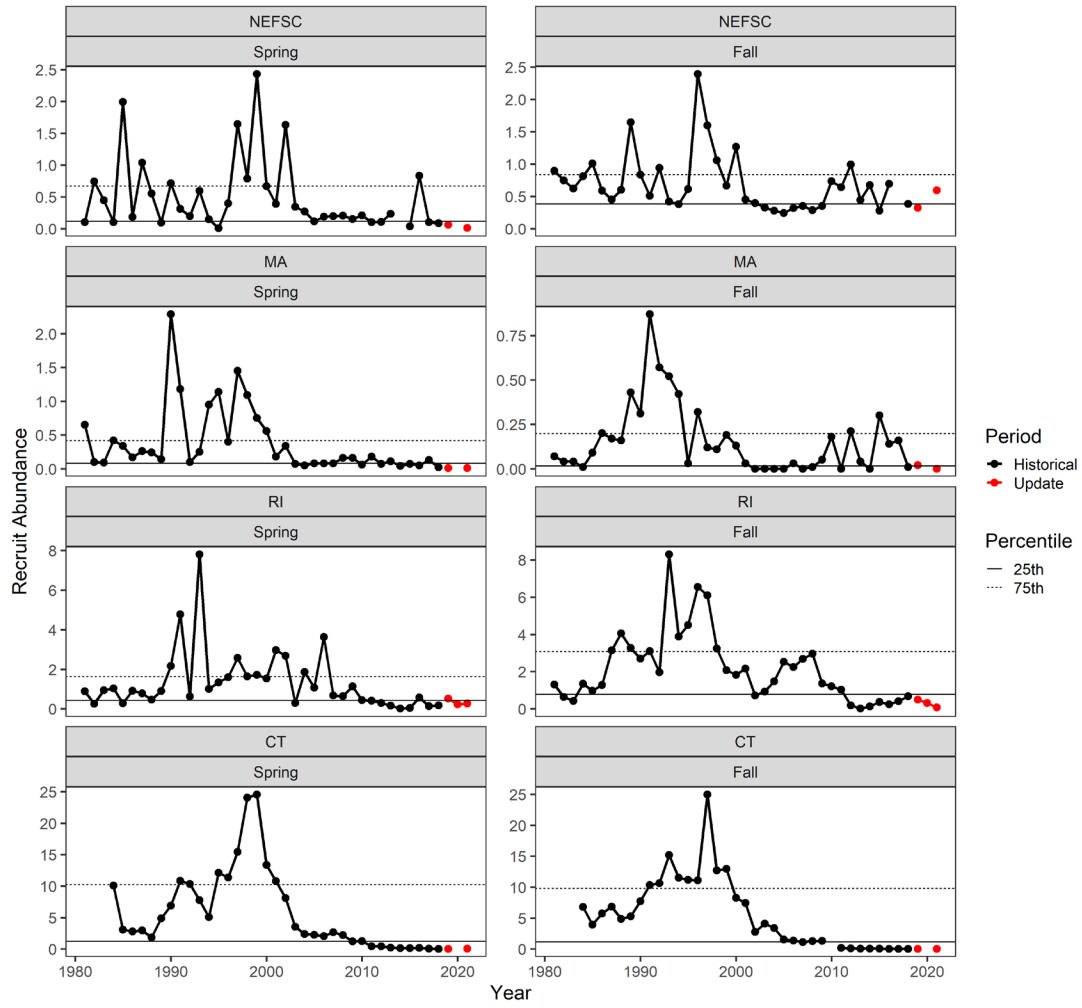 NEFSC
Spring
2.5
2.0
1.5
1.0
0.5
0.0
NEFSC
Fall
2.5
2.0
1.5
1.0
0.5
0.0
MA
Spring
2.0
1.5
1.0
0.5
0.0
MA
Fall
0.75
0.50
0.25
0.00
RI
Spring
8
6
4
2
0
RI
Fall
8
6
4
2
0
CT
Spring
25
20
15
10
5
0
1980 1990 2000 2010 2020
CT
Fall
25
20
15
10
5
0
1980 1990 2000 2010 2020
Recruit Abundance
Year
Period
Historical
Update
Percentile
25th
75th